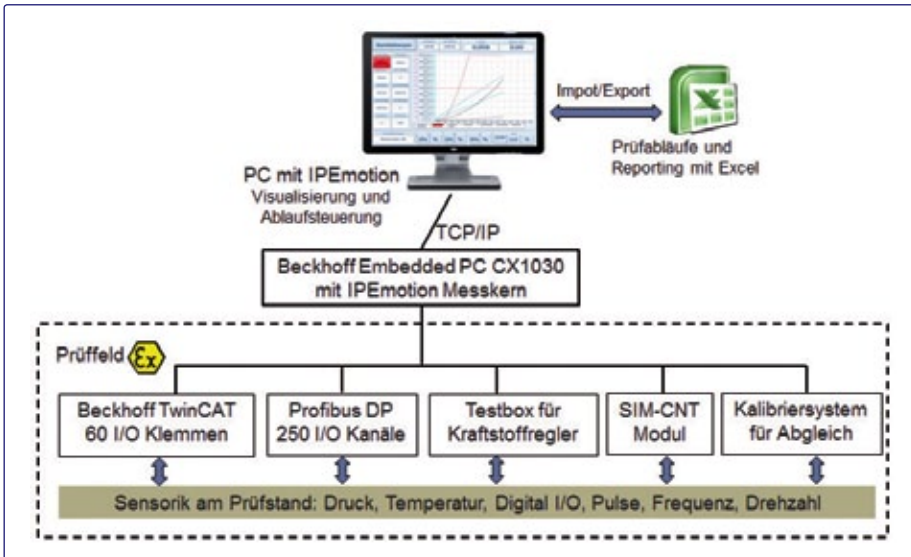 Impot/Export
Prüfabläufe und
Reporting mit Excel
PC mit IPEmotion
Visualisierung und
Ablaufsteuerung
TCP/IP
Beckhoff Embedded PC CX1030
mit IPEmotion Messkern
Prüffeld
Ex
Beckhoff TwinCAT
60 I/O Klemmen
Profibus DP
250 I/O Kanäle
Testbox für
Kraftstoffregler
SIM-CNT
Modul
Kalibriersystem
für Abgleich
Sensorik am Prüfstand: Druck, Temperatur, Digital I/O, Pulse, Frequenz, Drehzahl